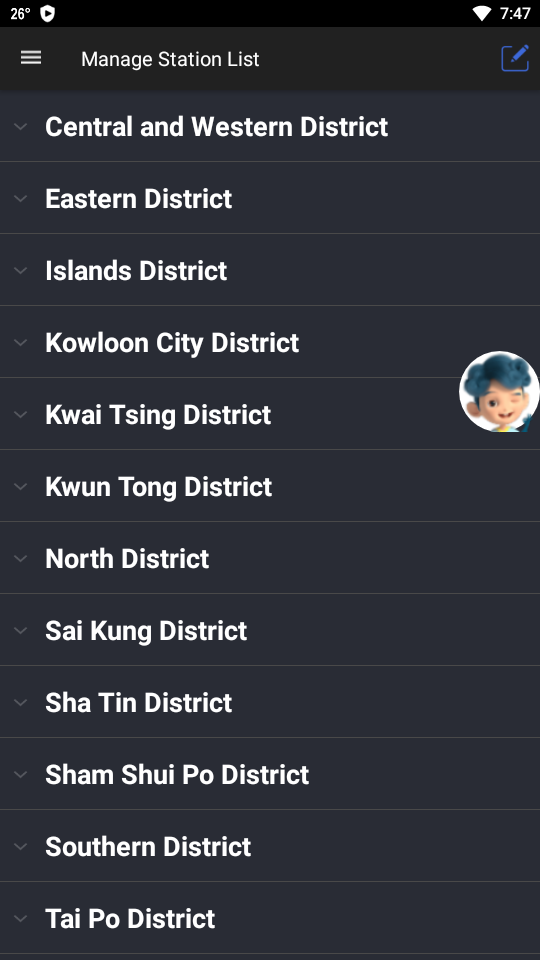 26°
7:47
Manage Station List
Central and Western District
Eastern District
Islands District
Kowloon City District
Kwai Tsing District
Kwun Tong District
North District
Sai Kung District
Sha Tin District
Sham Shui Po District
Southern District
Tai Po District